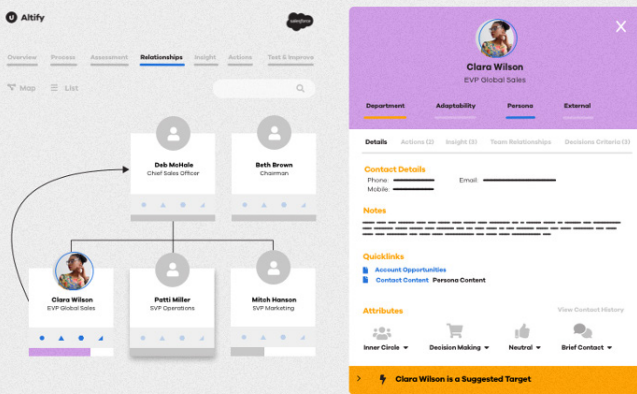 Altify
salesforce
Overview Process Assessment Relationships Insight Actions Test & Improve
Map List
Deb McHale
Chief Sales Officer
Beth Brown
Chairman
Clara Wilson
EVP Global Sales
Patti Miller
SVP Operations
Mitch Hanson
SVP Marketing
X
Clara Wilson
EVP Global Sales
Department Adaptability Persona External
Details Actions (2) Insight (3) Team Relationships Decisions Criteria (3)
Contact Details
Phone: Email:
Mobile:
Notes
Quicklinks
Account Opportunities
Contact Content Persona Content
Attributes View Contact History
Inner Circle Decision Making Neutral Brief Contact
Clara Wilson is a Suggested Target